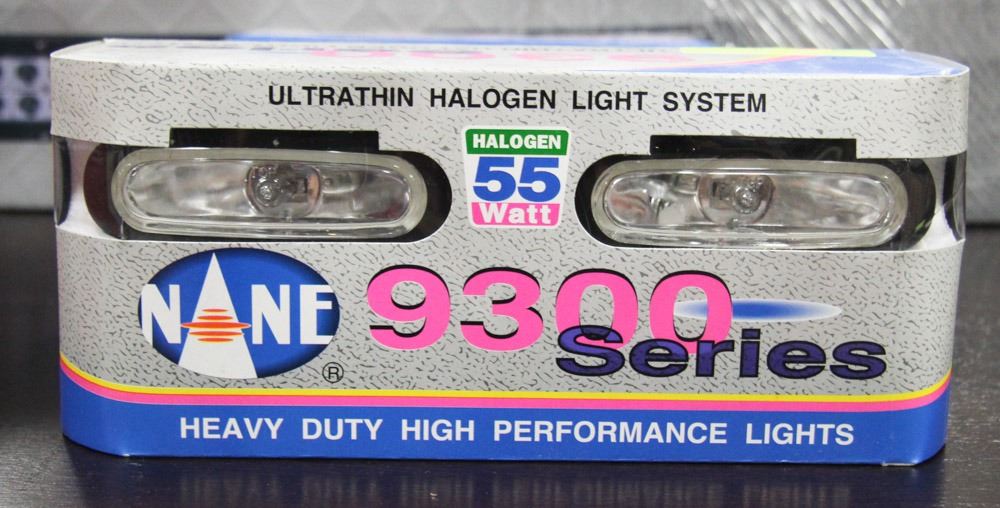 ULTRATHIN HALOGEN LIGHT SYSTEM
HALOGEN
55
Watt
NANE
®
9300
Series
HEAVY DUTY HIGH PERFORMANCE LIGHTS